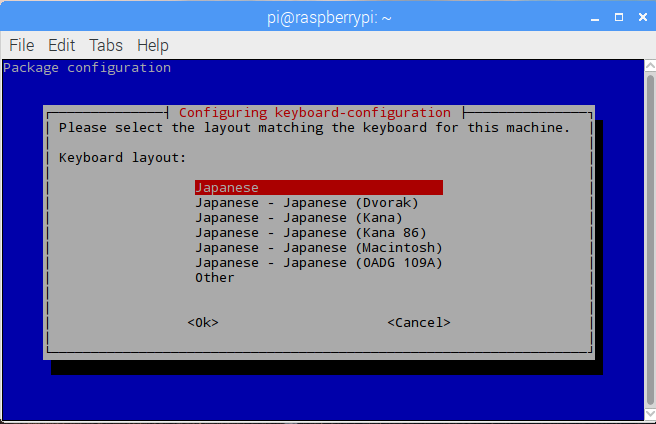 pi@raspberrypi: ~
File Edit Tabs Help
Package configuration
Configuring keyboard-configuration
Please select the layout matching the keyboard for this machine.
Keyboard layout:
Japanese
Japanese - Japanese (Dvorak)
Japanese - Japanese (Kana)
Japanese - Japanese (Kana 86)
Japanese - Japanese (Macintosh)
Japanese - Japanese (OADG 109A)
Other
<Ok> <Cancel>